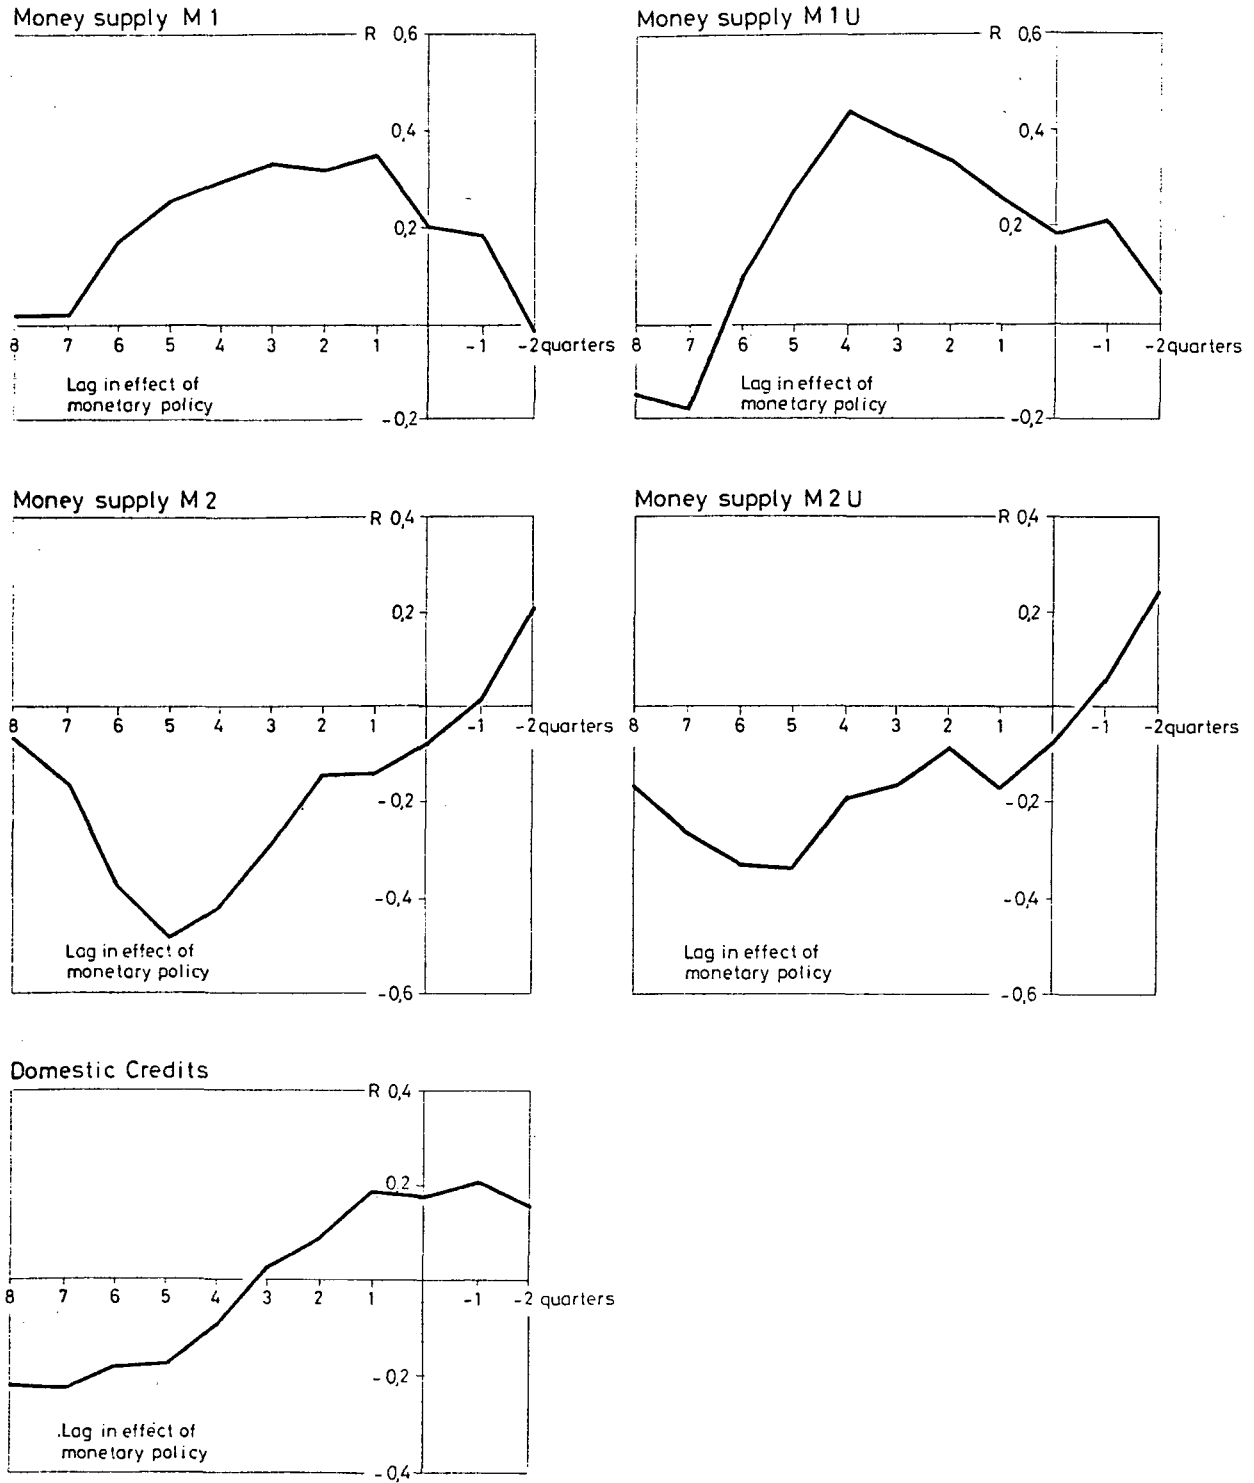 Money supply M1
R 0,6
0,4
0,2
8 7 6 5 4 3 2 1 -1 -2 quarters
Lag in effect of
monetary policy
-0,2
Money supply M1U
R 0,6
0,4
0,2
8 7 6 5 4 3 2 1 -1 -2 quarters
Lag in effect of
monetary policy
-0,2
Money supply M2
R 0,4
0,2
8 7 6 5 4 3 2 1 -1 -2 quarters
-0,2
-0,4
Lag in effect of
monetary policy
-0,6
Money supply M2U
R 0,4
0,2
8 7 6 5 4 3 2 1 -1 -2 quarters
-0,2
-0,4
Lag in effect of
monetary policy
-0,6
Domestic Credits
R 0,4
0,2
8 7 6 5 4 3 2 1 -1 -2 quarters
-0,2
Lag in effect of
monetary policy
-0,4